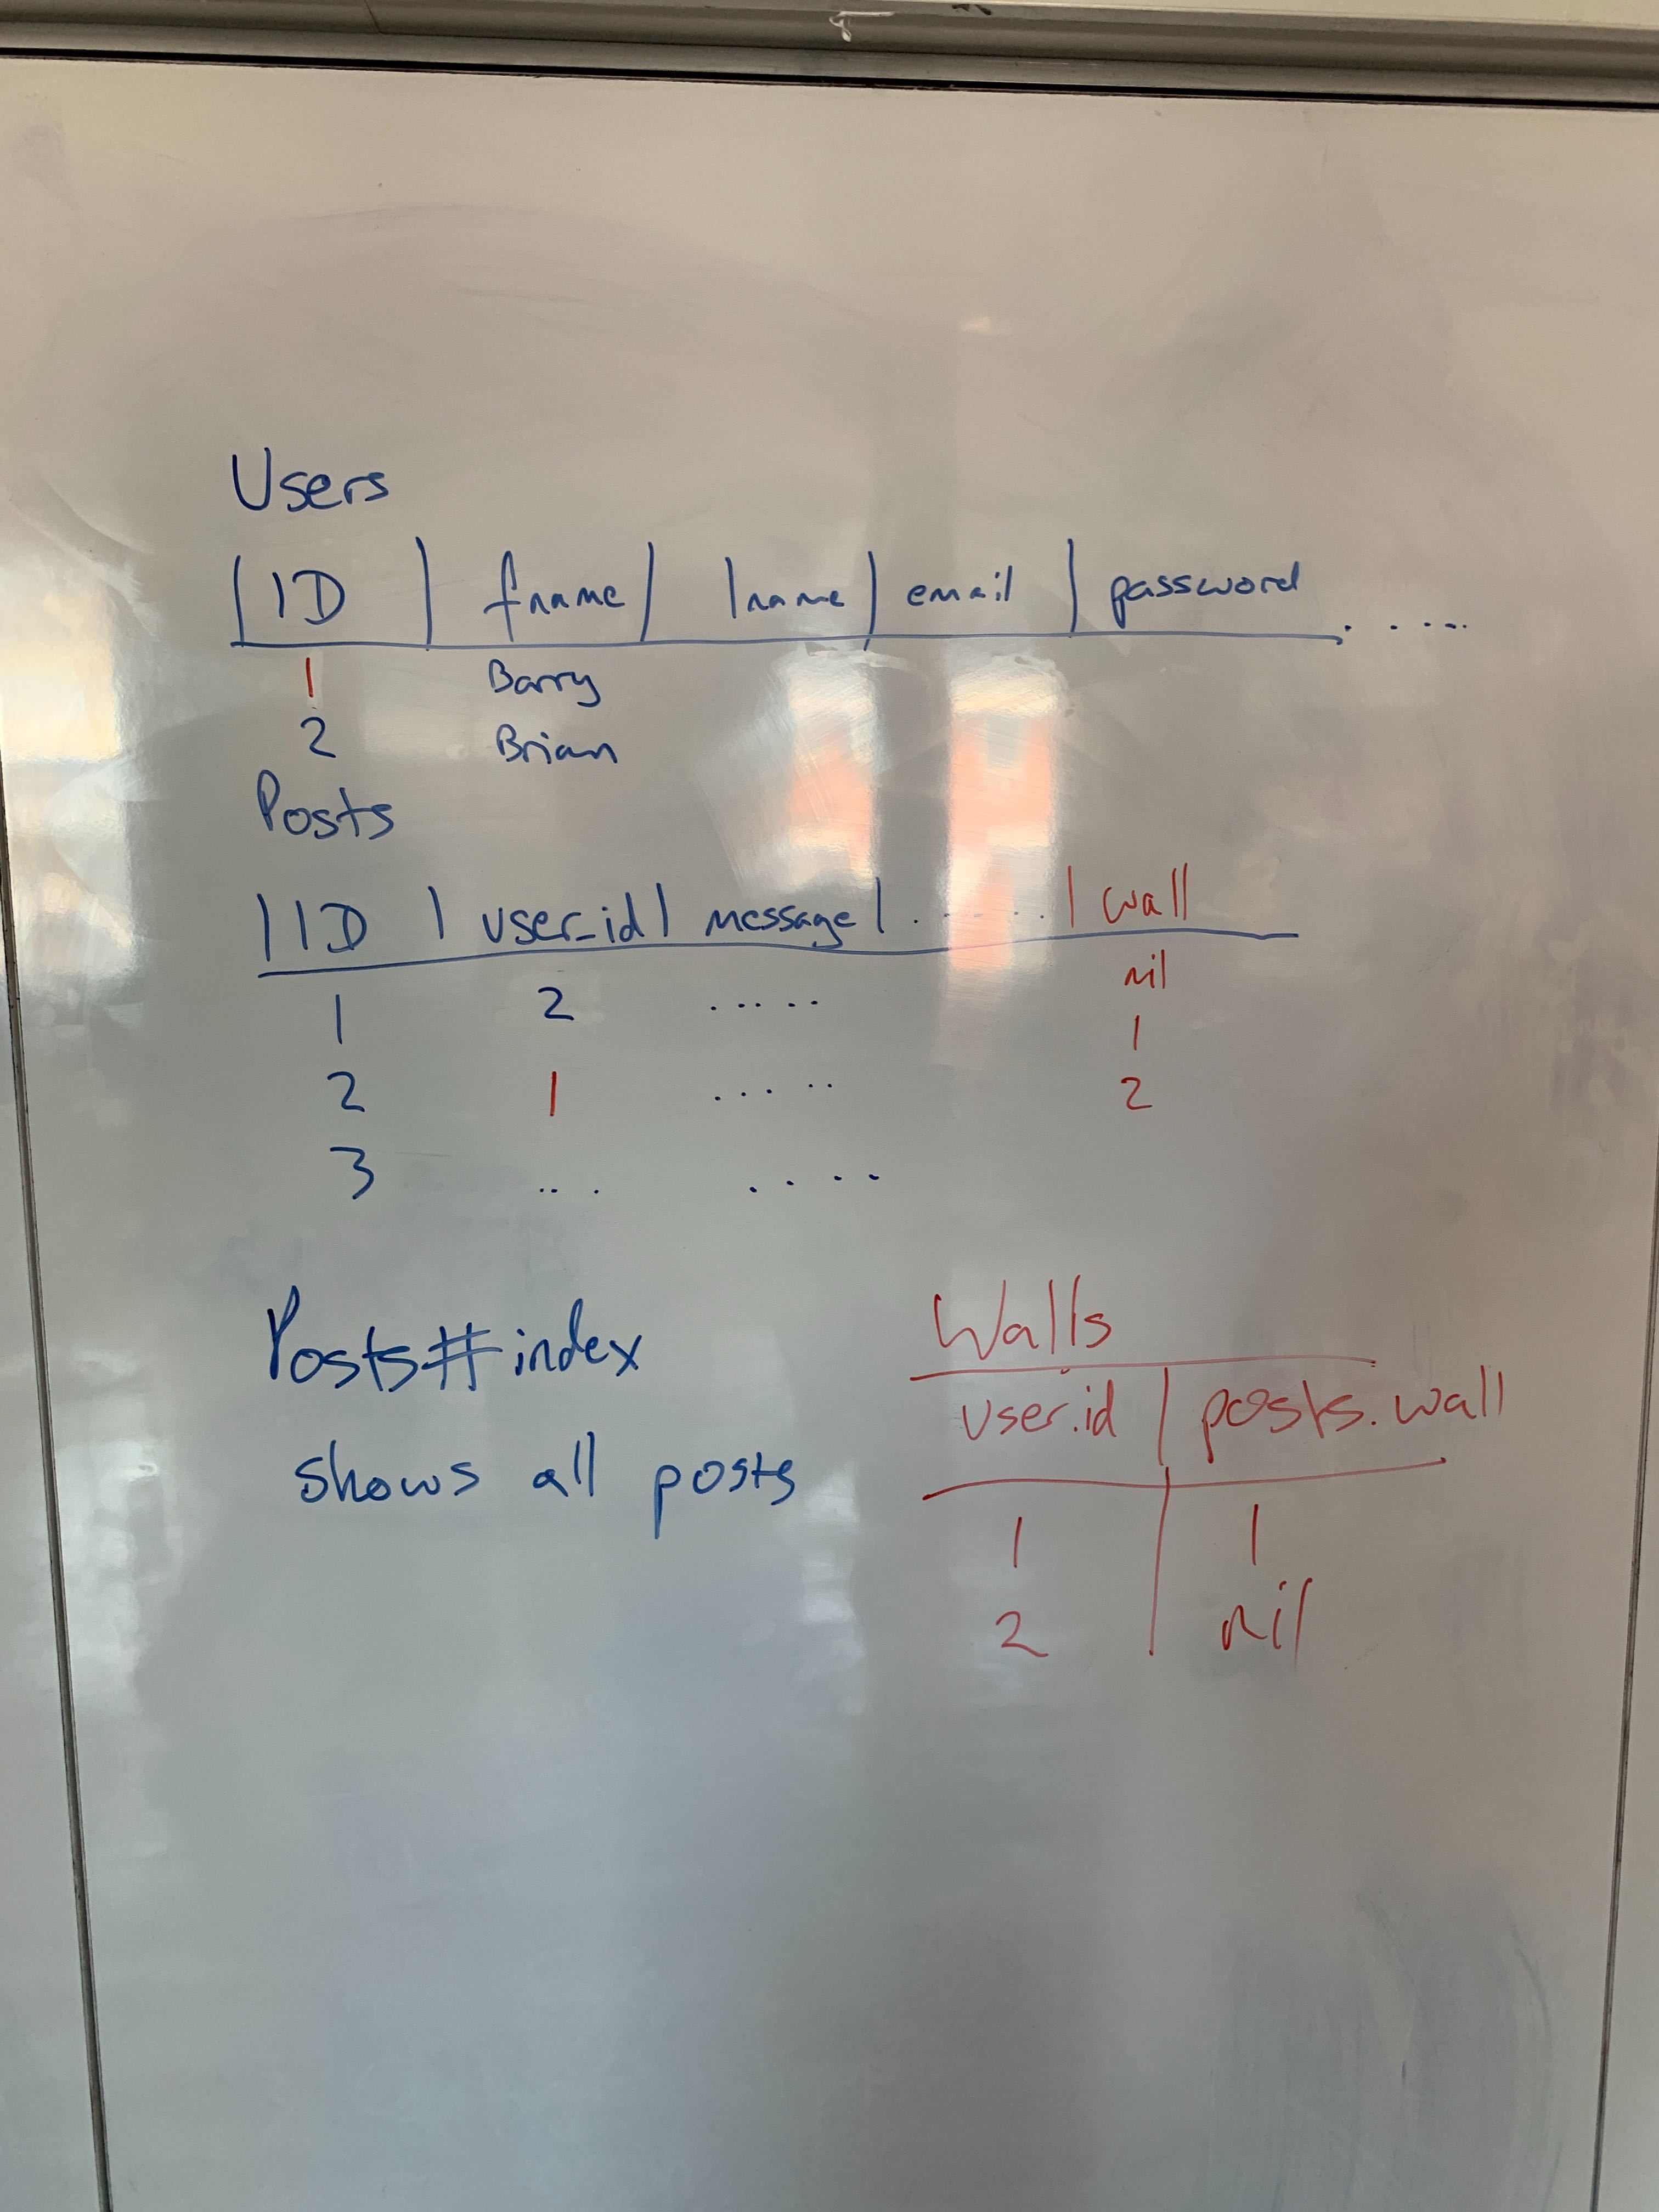 Users
| ID | fname | lname | email | password .....
1 Barry
2 Brian
Posts
| ID | user_id | message | ..... | wall
nil
1 2 .....
1
2 1 .....
2
3 ... ....
Posts#index
shows all posts
Walls
user.id | posts.wall
1 | 1
2 | nil